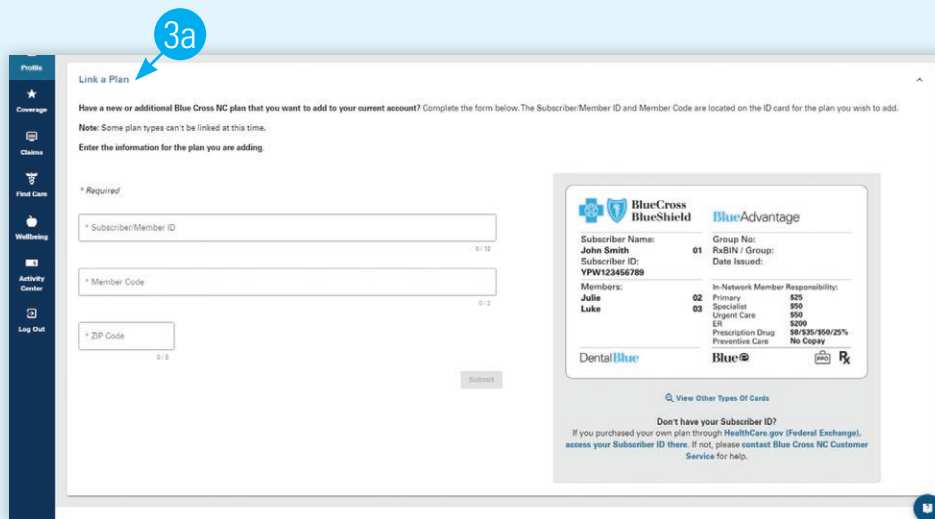 3a
Profile
Coverage
Claims
Find Care
Wellbeing
Activity
Center
Log Out
Link a Plan
Have a new or additional Blue Cross NC plan that you want to add to your current account? Complete the form below. The Subscriber/Member ID and Member Code are located on the ID card for the plan you wish to add.
Note: Some plan types can't be linked at this time.
Enter the information for the plan you are adding.
* Required
* Subscriber/Member ID
0 / 12
* Member Code
0 / 2
* ZIP Code
0 / 5
Submit
BlueCross
BlueShield
BlueAdvantage
Subscriber Name:
John Smith 01
Subscriber ID:
YPW123456789
Group No:
RxBIN / Group:
Date Issued:
Members:
Julie 02
Luke 03
In-Network Member Responsibility:
Primary $25
Specialist $50
Urgent Care $50
ER $200
Prescription Drug $8/$35/$50/25%
Preventive Care No Copay
DentalBlue
Blue
PPO
Rx
View Other Types Of Cards
Don't have your Subscriber ID?
If you purchased your own plan through HealthCare.gov (Federal Exchange),
access your Subscriber ID there. If not, please contact Blue Cross NC Customer
Service for help.